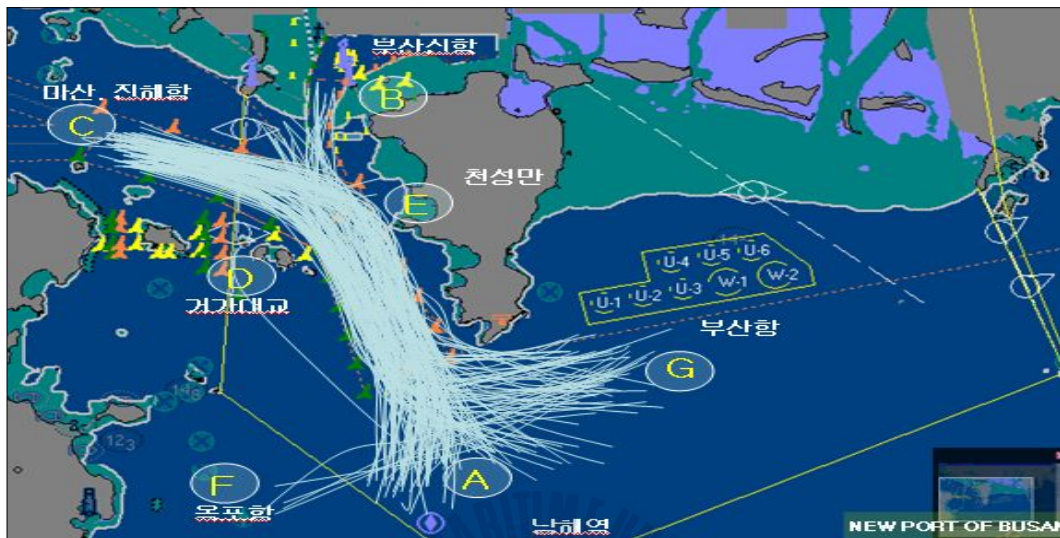 부산신항
마산, 진해항
B
C
천성만
E
U-4 U-5 U-6
D
U-1 U-2 U-3 W-1 W-2
거가대교
부산항
G
A
F
옥포항
남해역
NEW PORT OF BUSAN